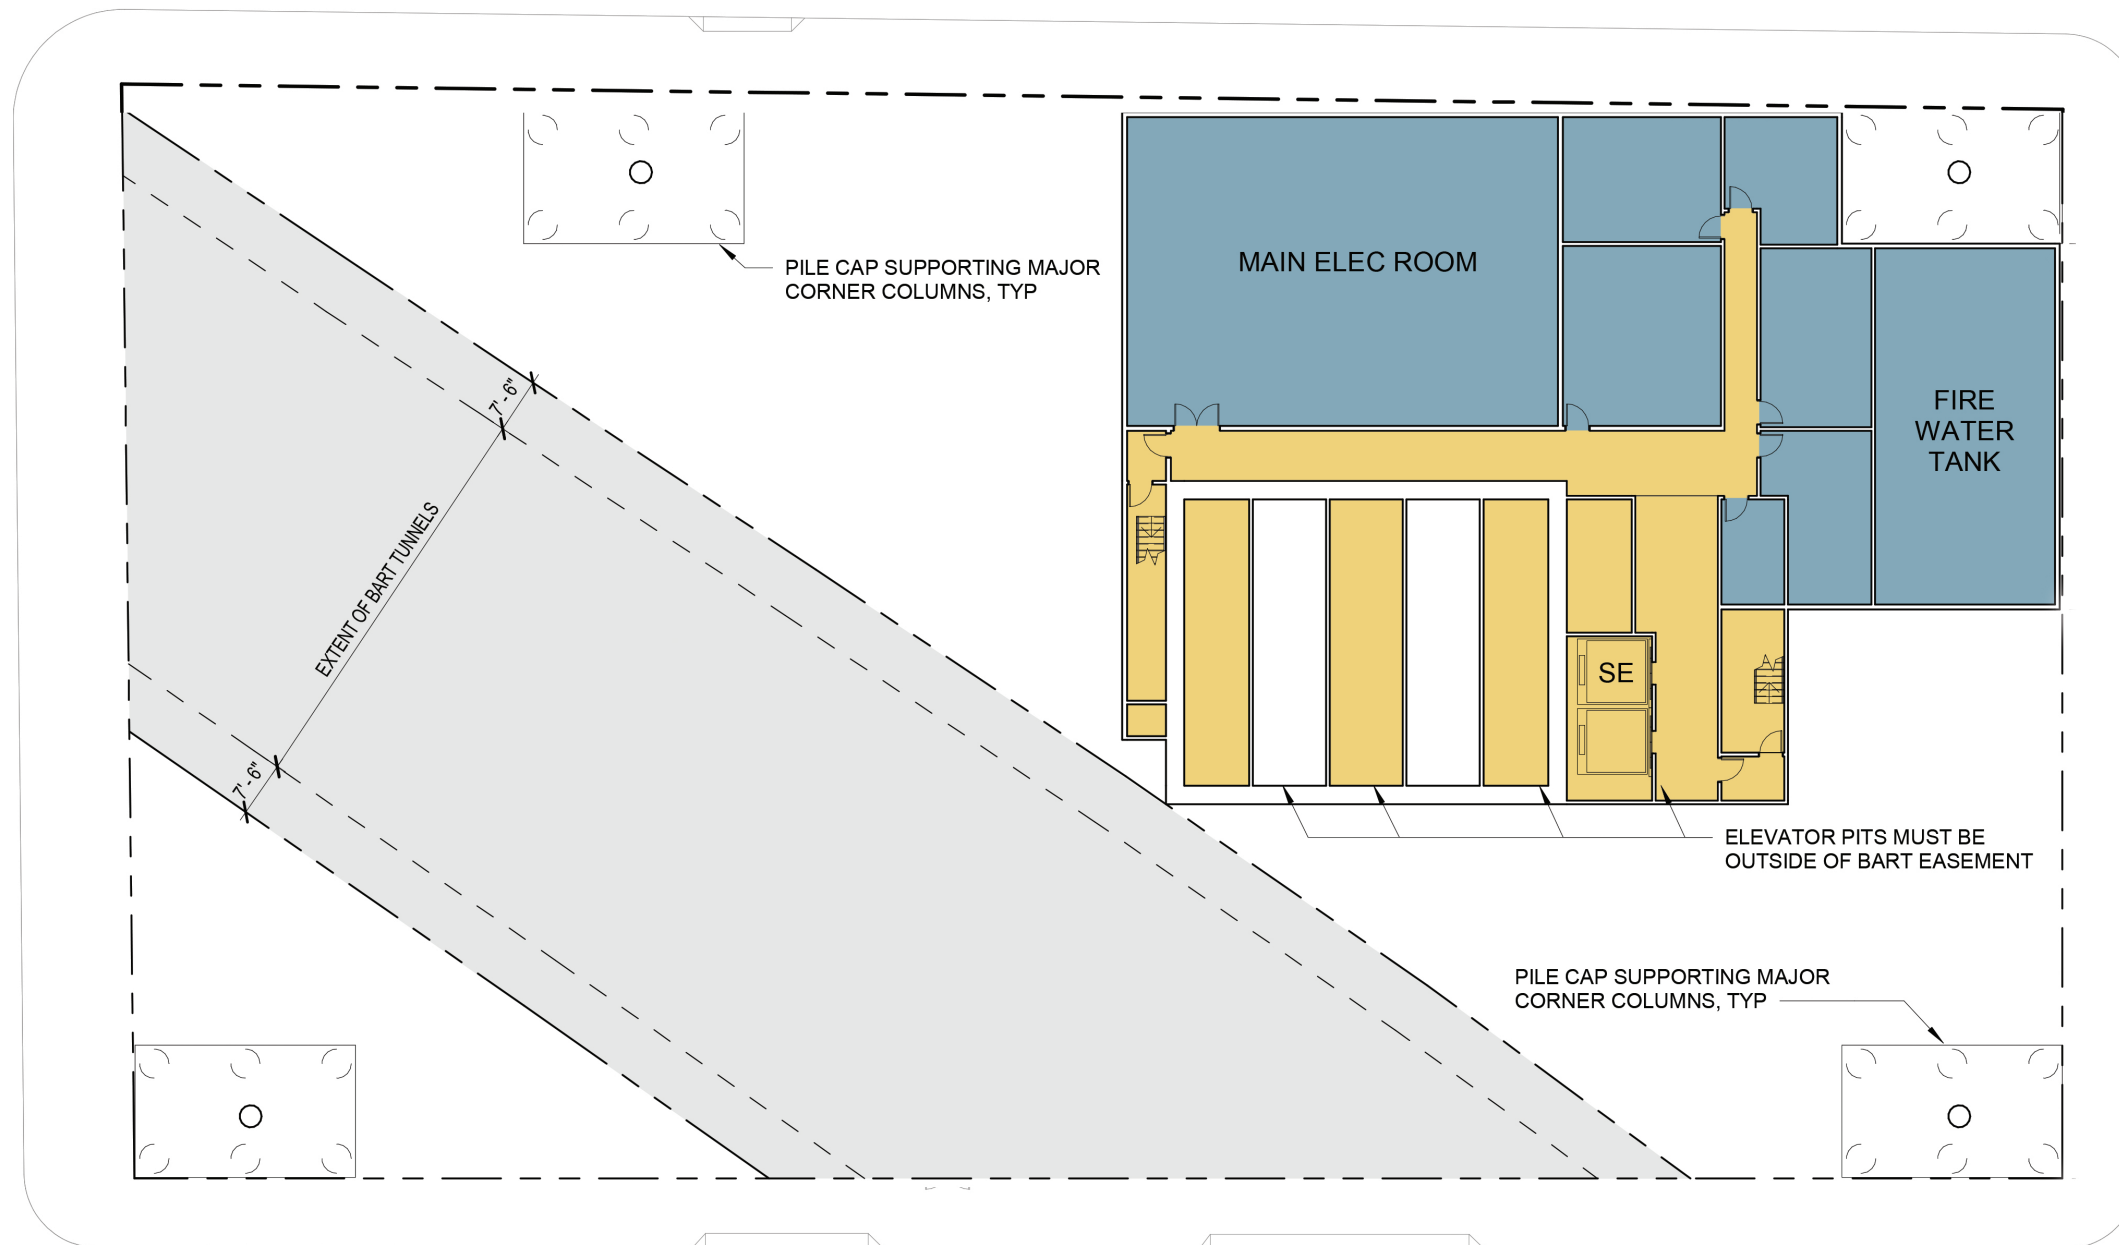 PILE CAP SUPPORTING MAJOR
CORNER COLUMNS, TYP
MAIN ELEC ROOM
FIRE
WATER
TANK
7' - 6"
EXTENT OF BART TUNNELS
7' - 6"
SE
ELEVATOR PITS MUST BE
OUTSIDE OF BART EASEMENT
PILE CAP SUPPORTING MAJOR
CORNER COLUMNS, TYP